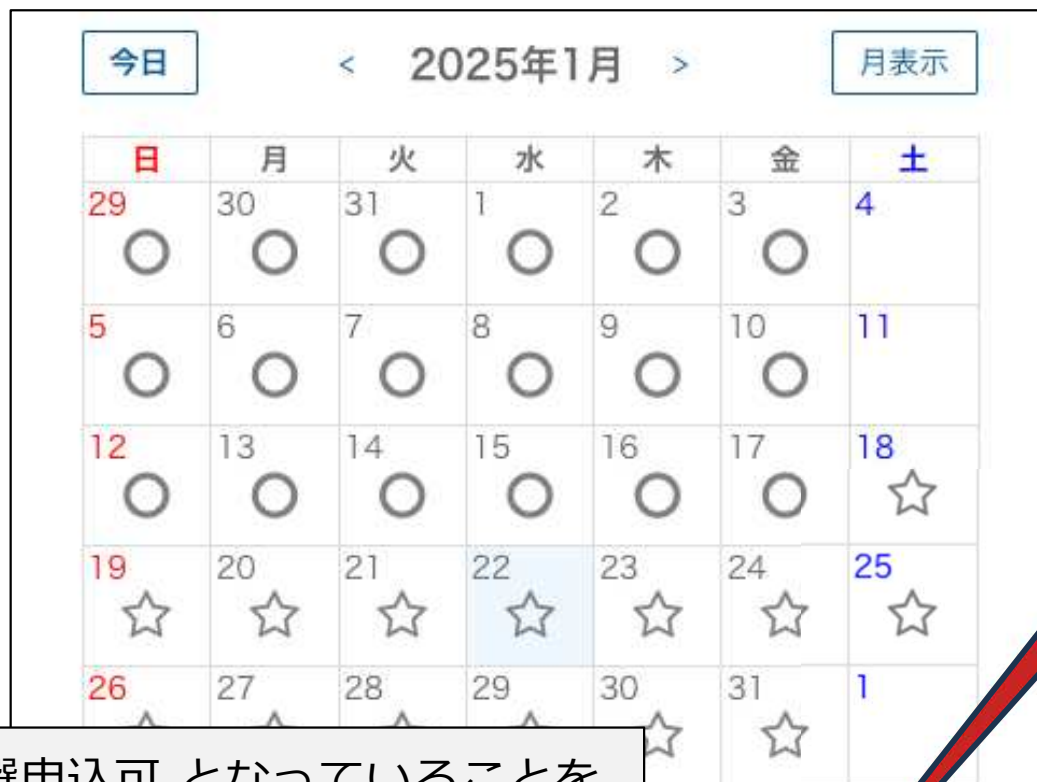 今日 < 2025年1月 > 月表示
日 月 火 水 木 金 土
29 30 31 1 2 3 4
○ ○ ○ ○ ○ ○
5 6 7 8 9 10 11
○ ○ ○ ○ ○ ○
12 13 14 15 16 17 18
○ ○ ○ ○ ○ ○ ☆
19 20 21 22 23 24 25
☆ ☆ ☆ ☆ ☆ ☆ ☆
26 27 28 29 30 31 1
☆ ☆ ☆ ☆ ☆ ☆
選申込可 となっていることを